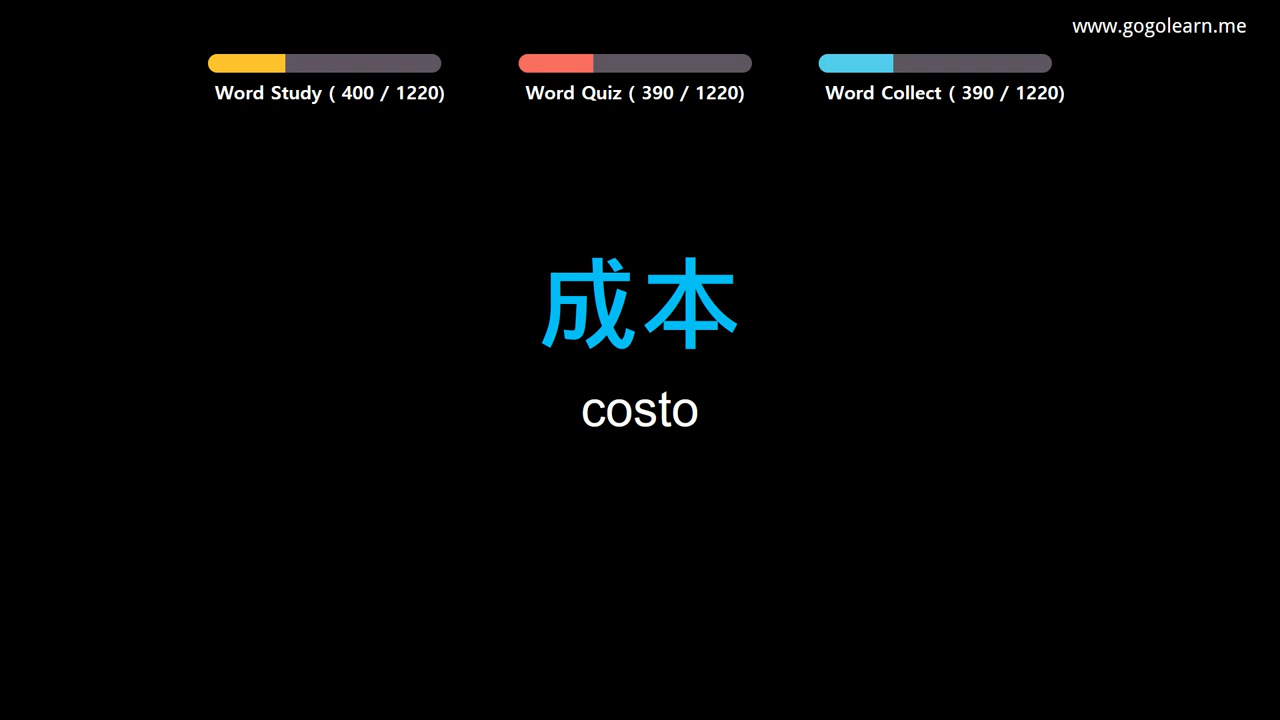 www.gogolearn.me
Word Study ( 400 / 1220)
Word Quiz ( 390 / 1220)
Word Collect ( 390 / 1220)
成本
costo